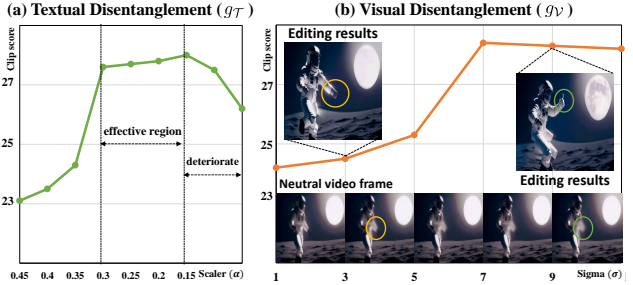 (a) Textual Disentanglement ( g𝒯 )
Clip score
27
25
23
effective region
deteriorate
0.45 0.4 0.35 0.3 0.25 0.2 0.15 Scaler (α)
(b) Visual Disentanglement ( g𝒱 )
Clip score
27
25
23
Editing results
Editing results
Neutral video frame
1 3 5 7 9 Sigma (σ)